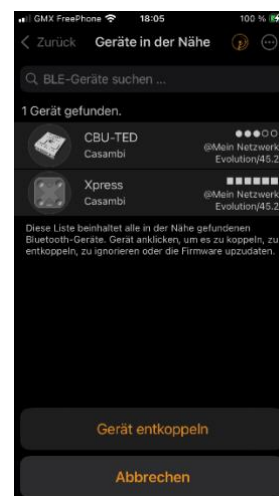 GMX FreePhone 18:05 100 %
Zurück Geräte in der Nähe
BLE-Geräte suchen ...
1 Gerät gefunden.
CBU-TED
Casambi
@Mein Netzwerk
Evolution/45.2
Xpress
Casambi
@Mein Netzwerk
Evolution/45.2
Diese Liste beinhaltet alle in der Nähe gefundenen
Bluetooth-Geräte. Gerät anklicken, um es zu koppeln, zu
entkoppeln, zu ignorieren oder die Firmware upzudaten.
Gerät entkoppeln
Abbrechen